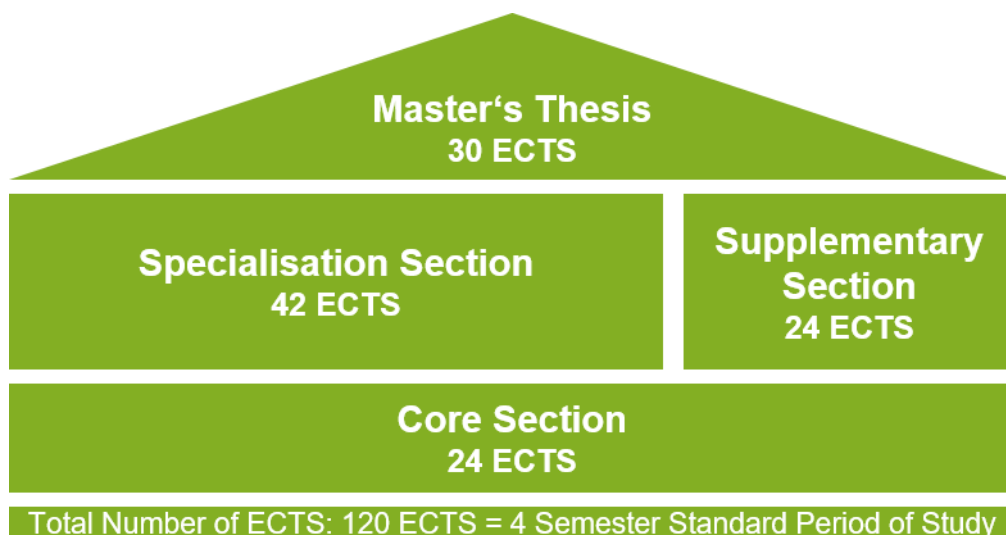 Master‘s Thesis
30 ECTS
Specialisation Section
42 ECTS
Supplementary
Section
24 ECTS
Core Section
24 ECTS
Total Number of ECTS: 120 ECTS = 4 Semester Standard Period of Study